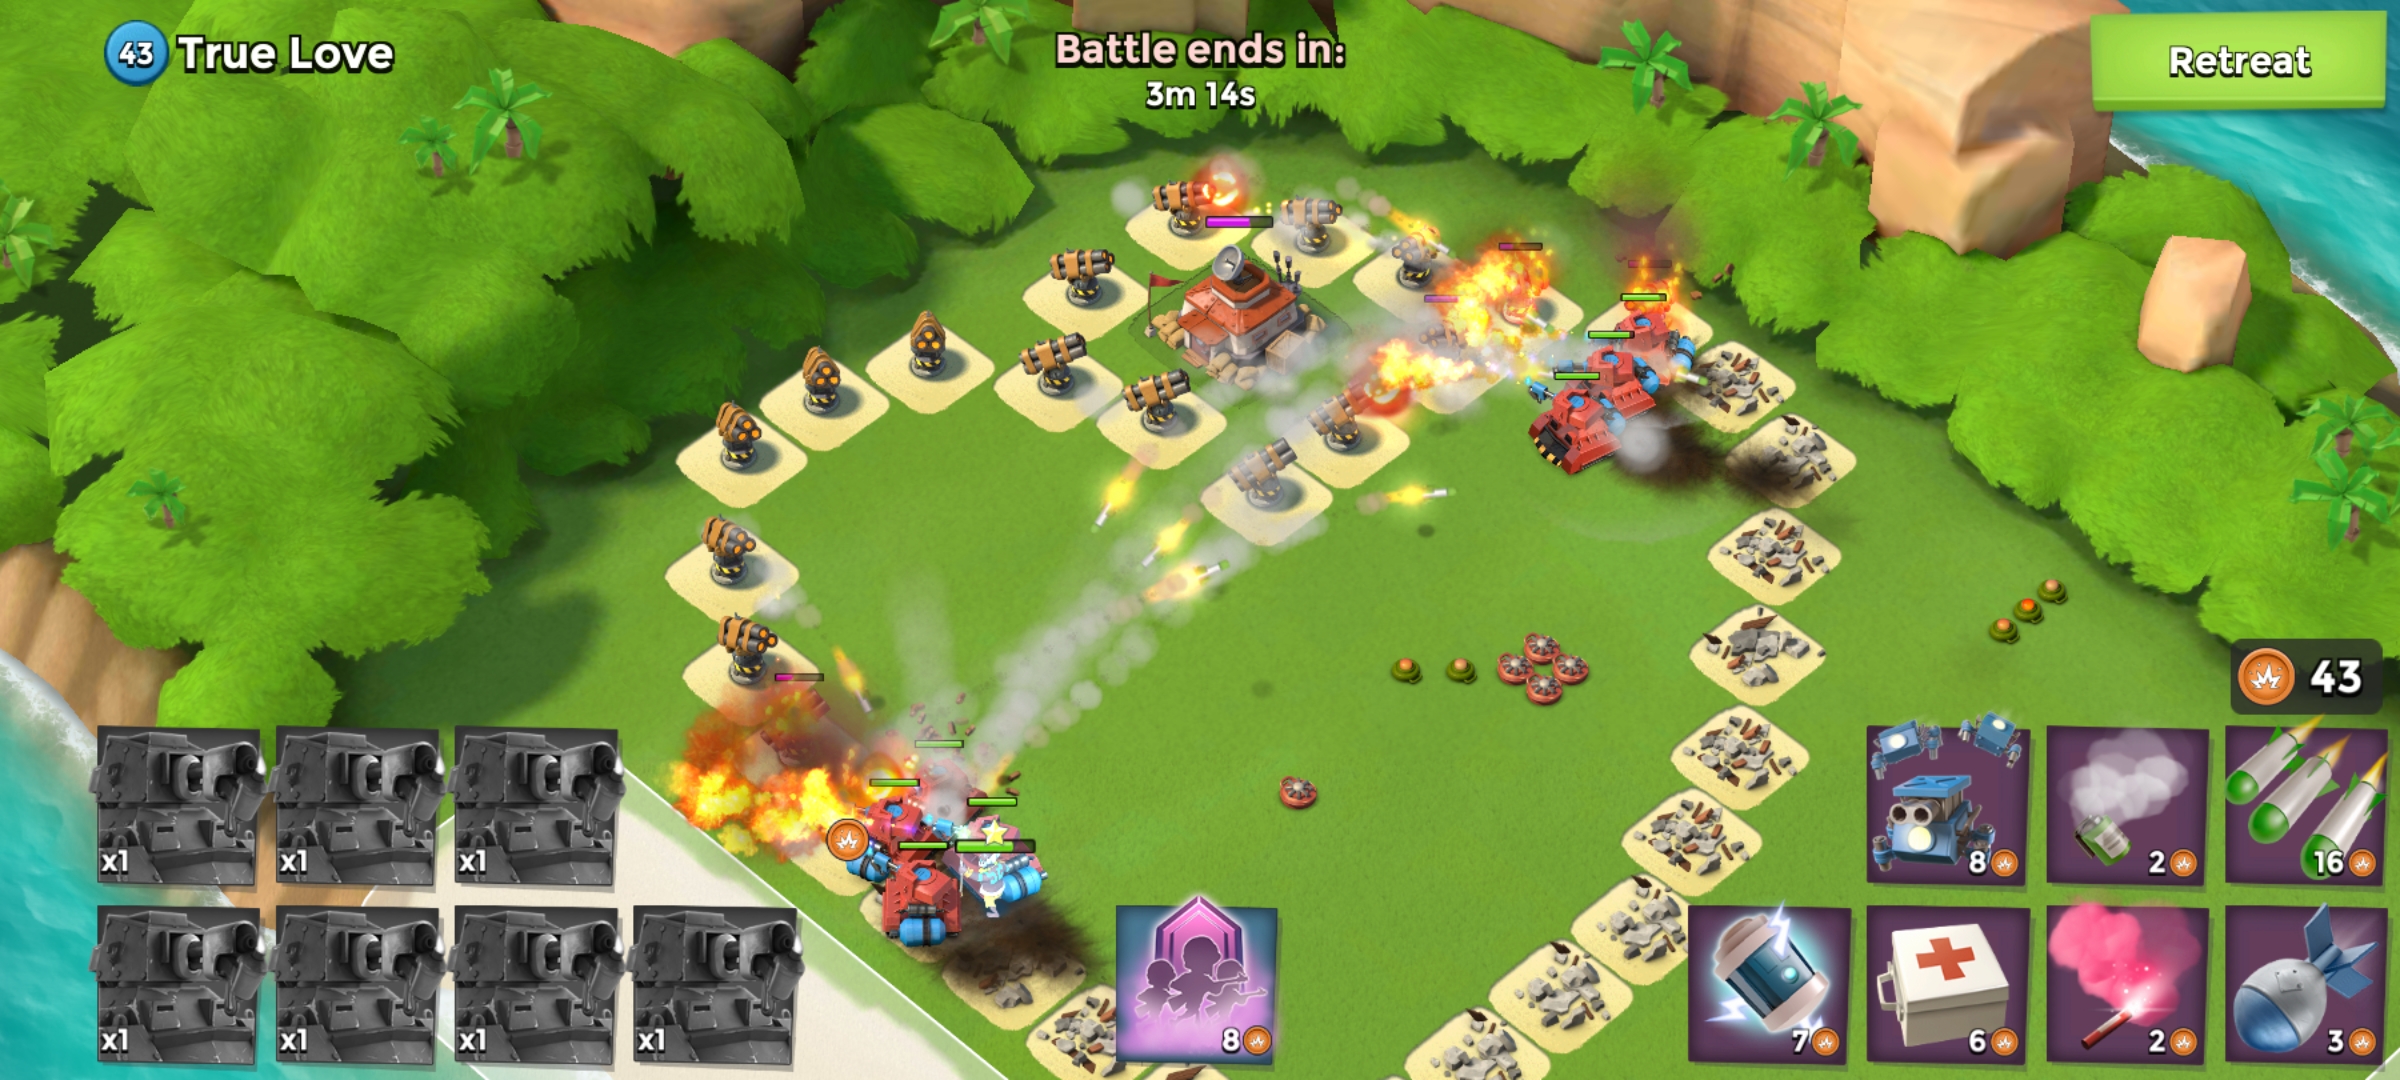 43 True Love
Battle ends in:
3m 14s
Retreat
43
x1 x1 x1
8 2 16
x1 x1 x1 x1
8
7 6 2 3